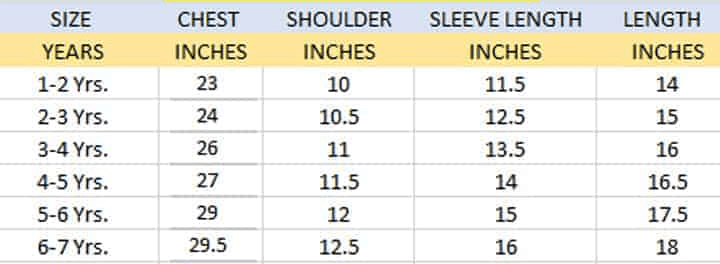 SIZE CHEST SHOULDER SLEEVE LENGTH LENGTH
YEARS INCHES INCHES INCHES INCHES
1-2 Yrs. 23 10 11.5 14
2-3 Yrs. 24 10.5 12.5 15
3-4 Yrs. 26 11 13.5 16
4-5 Yrs. 27 11.5 14 16.5
5-6 Yrs. 29 12 15 17.5
6-7 Yrs. 29.5 12.5 16 18